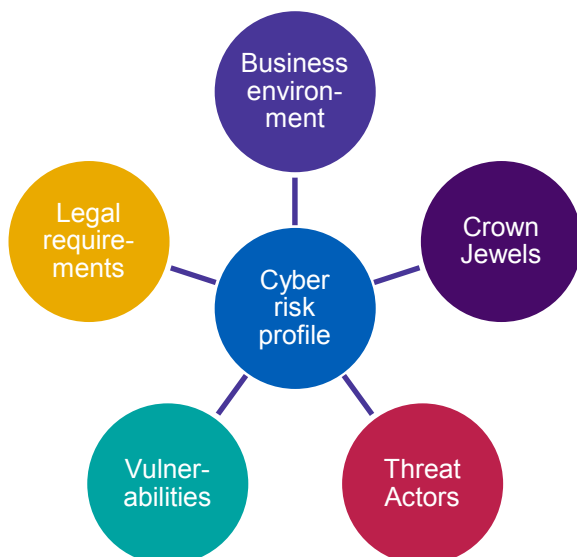 Business
environ-
ment
Legal
require-
ments
Crown
Jewels
Cyber
risk
profile
Vulner-
abilities
Threat
Actors